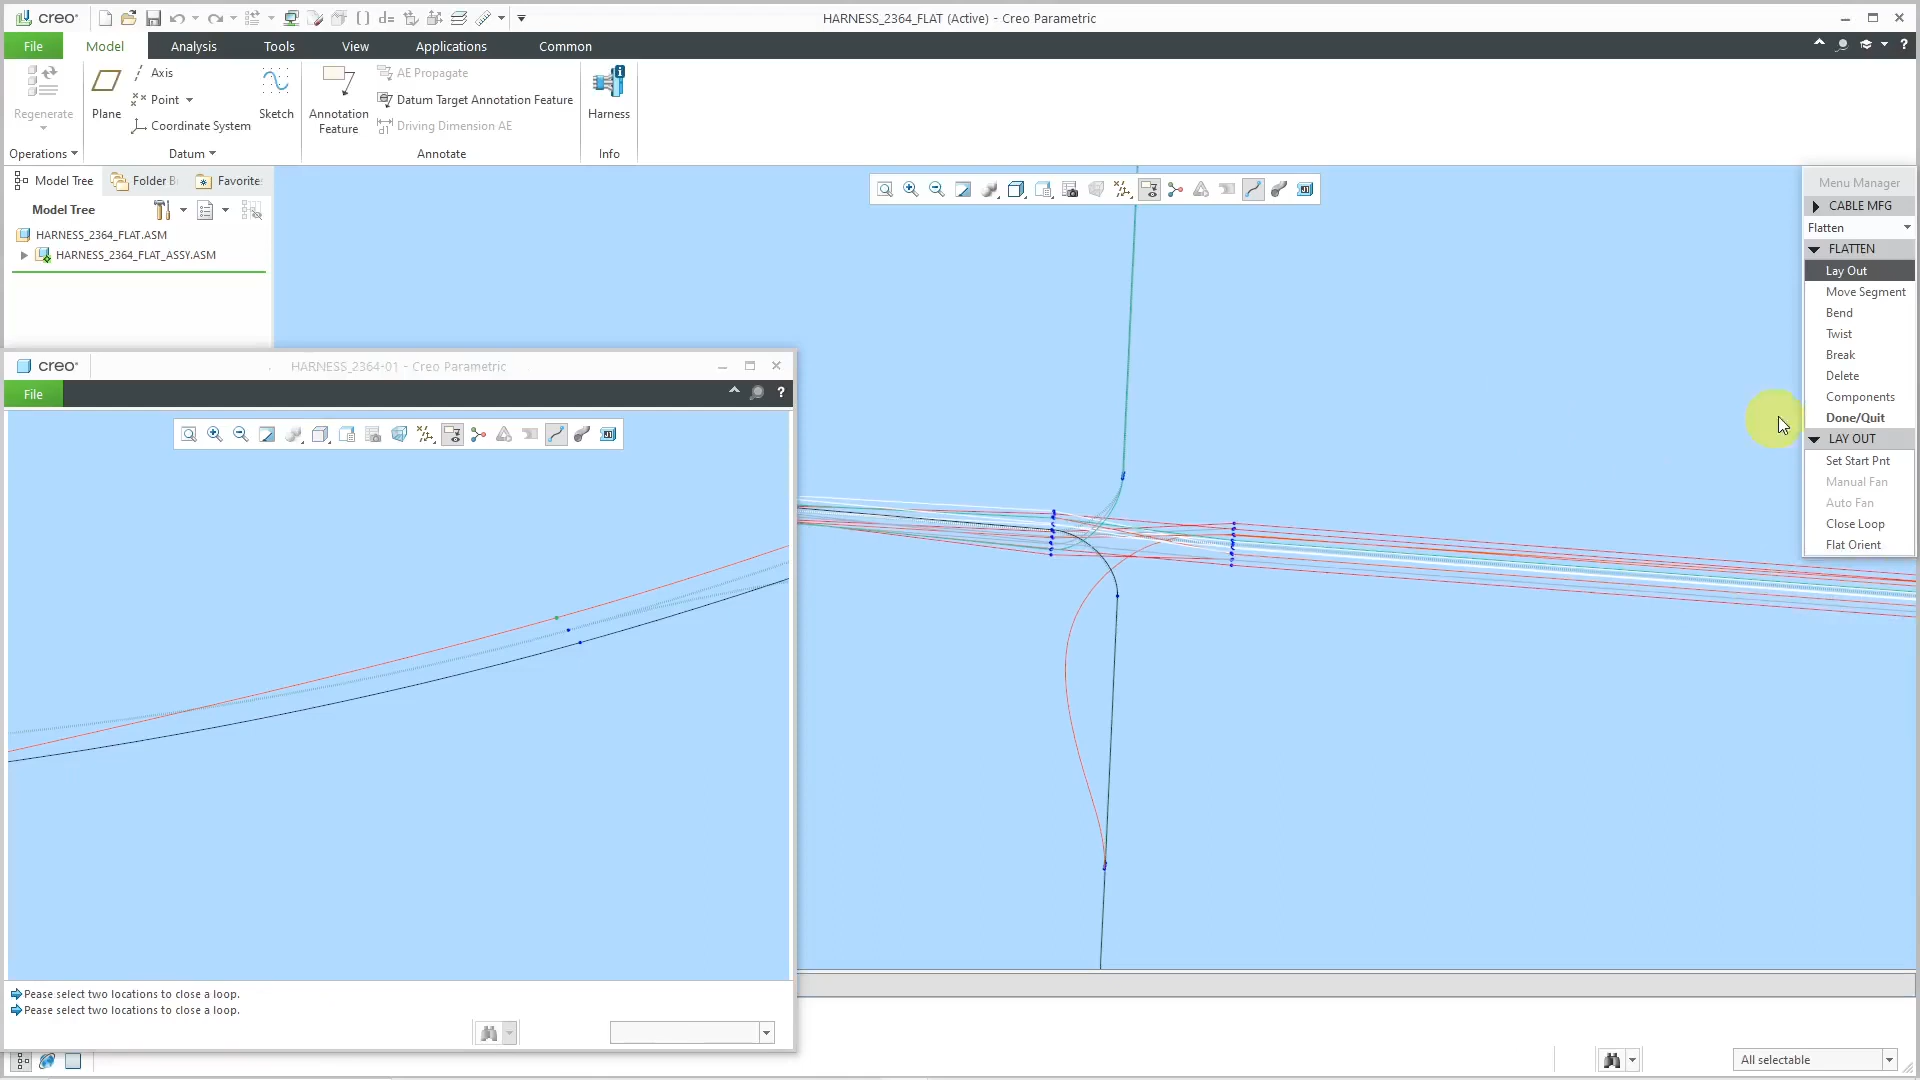 creo
HARNESS_2364_FLAT (Active) - Creo Parametric
File
Model
Analysis
Tools
View
Applications
Common
Regenerate
Plane
Axis
Point
Coordinate System
Sketch
Annotation
Feature
AE Propagate
Datum Target Annotation Feature
Driving Dimension AE
Harness
Operations
Datum
Annotate
Info
Model Tree
Folder B
Favorite
Model Tree
HARNESS_2364_FLAT.ASM
HARNESS_2364_FLAT_ASSY.ASM
Menu Manager
CABLE MFG
Flatten
FLATTEN
Lay Out
Move Segment
Bend
Twist
Break
Delete
Components
Done/Quit
LAY OUT
Set Start Pnt
Manual Fan
Auto Fan
Close Loop
Flat Orient
creo
HARNESS_2364-01 - Creo Parametric
File
Pease select two locations to close a loop.
Pease select two locations to close a loop.
All selectable